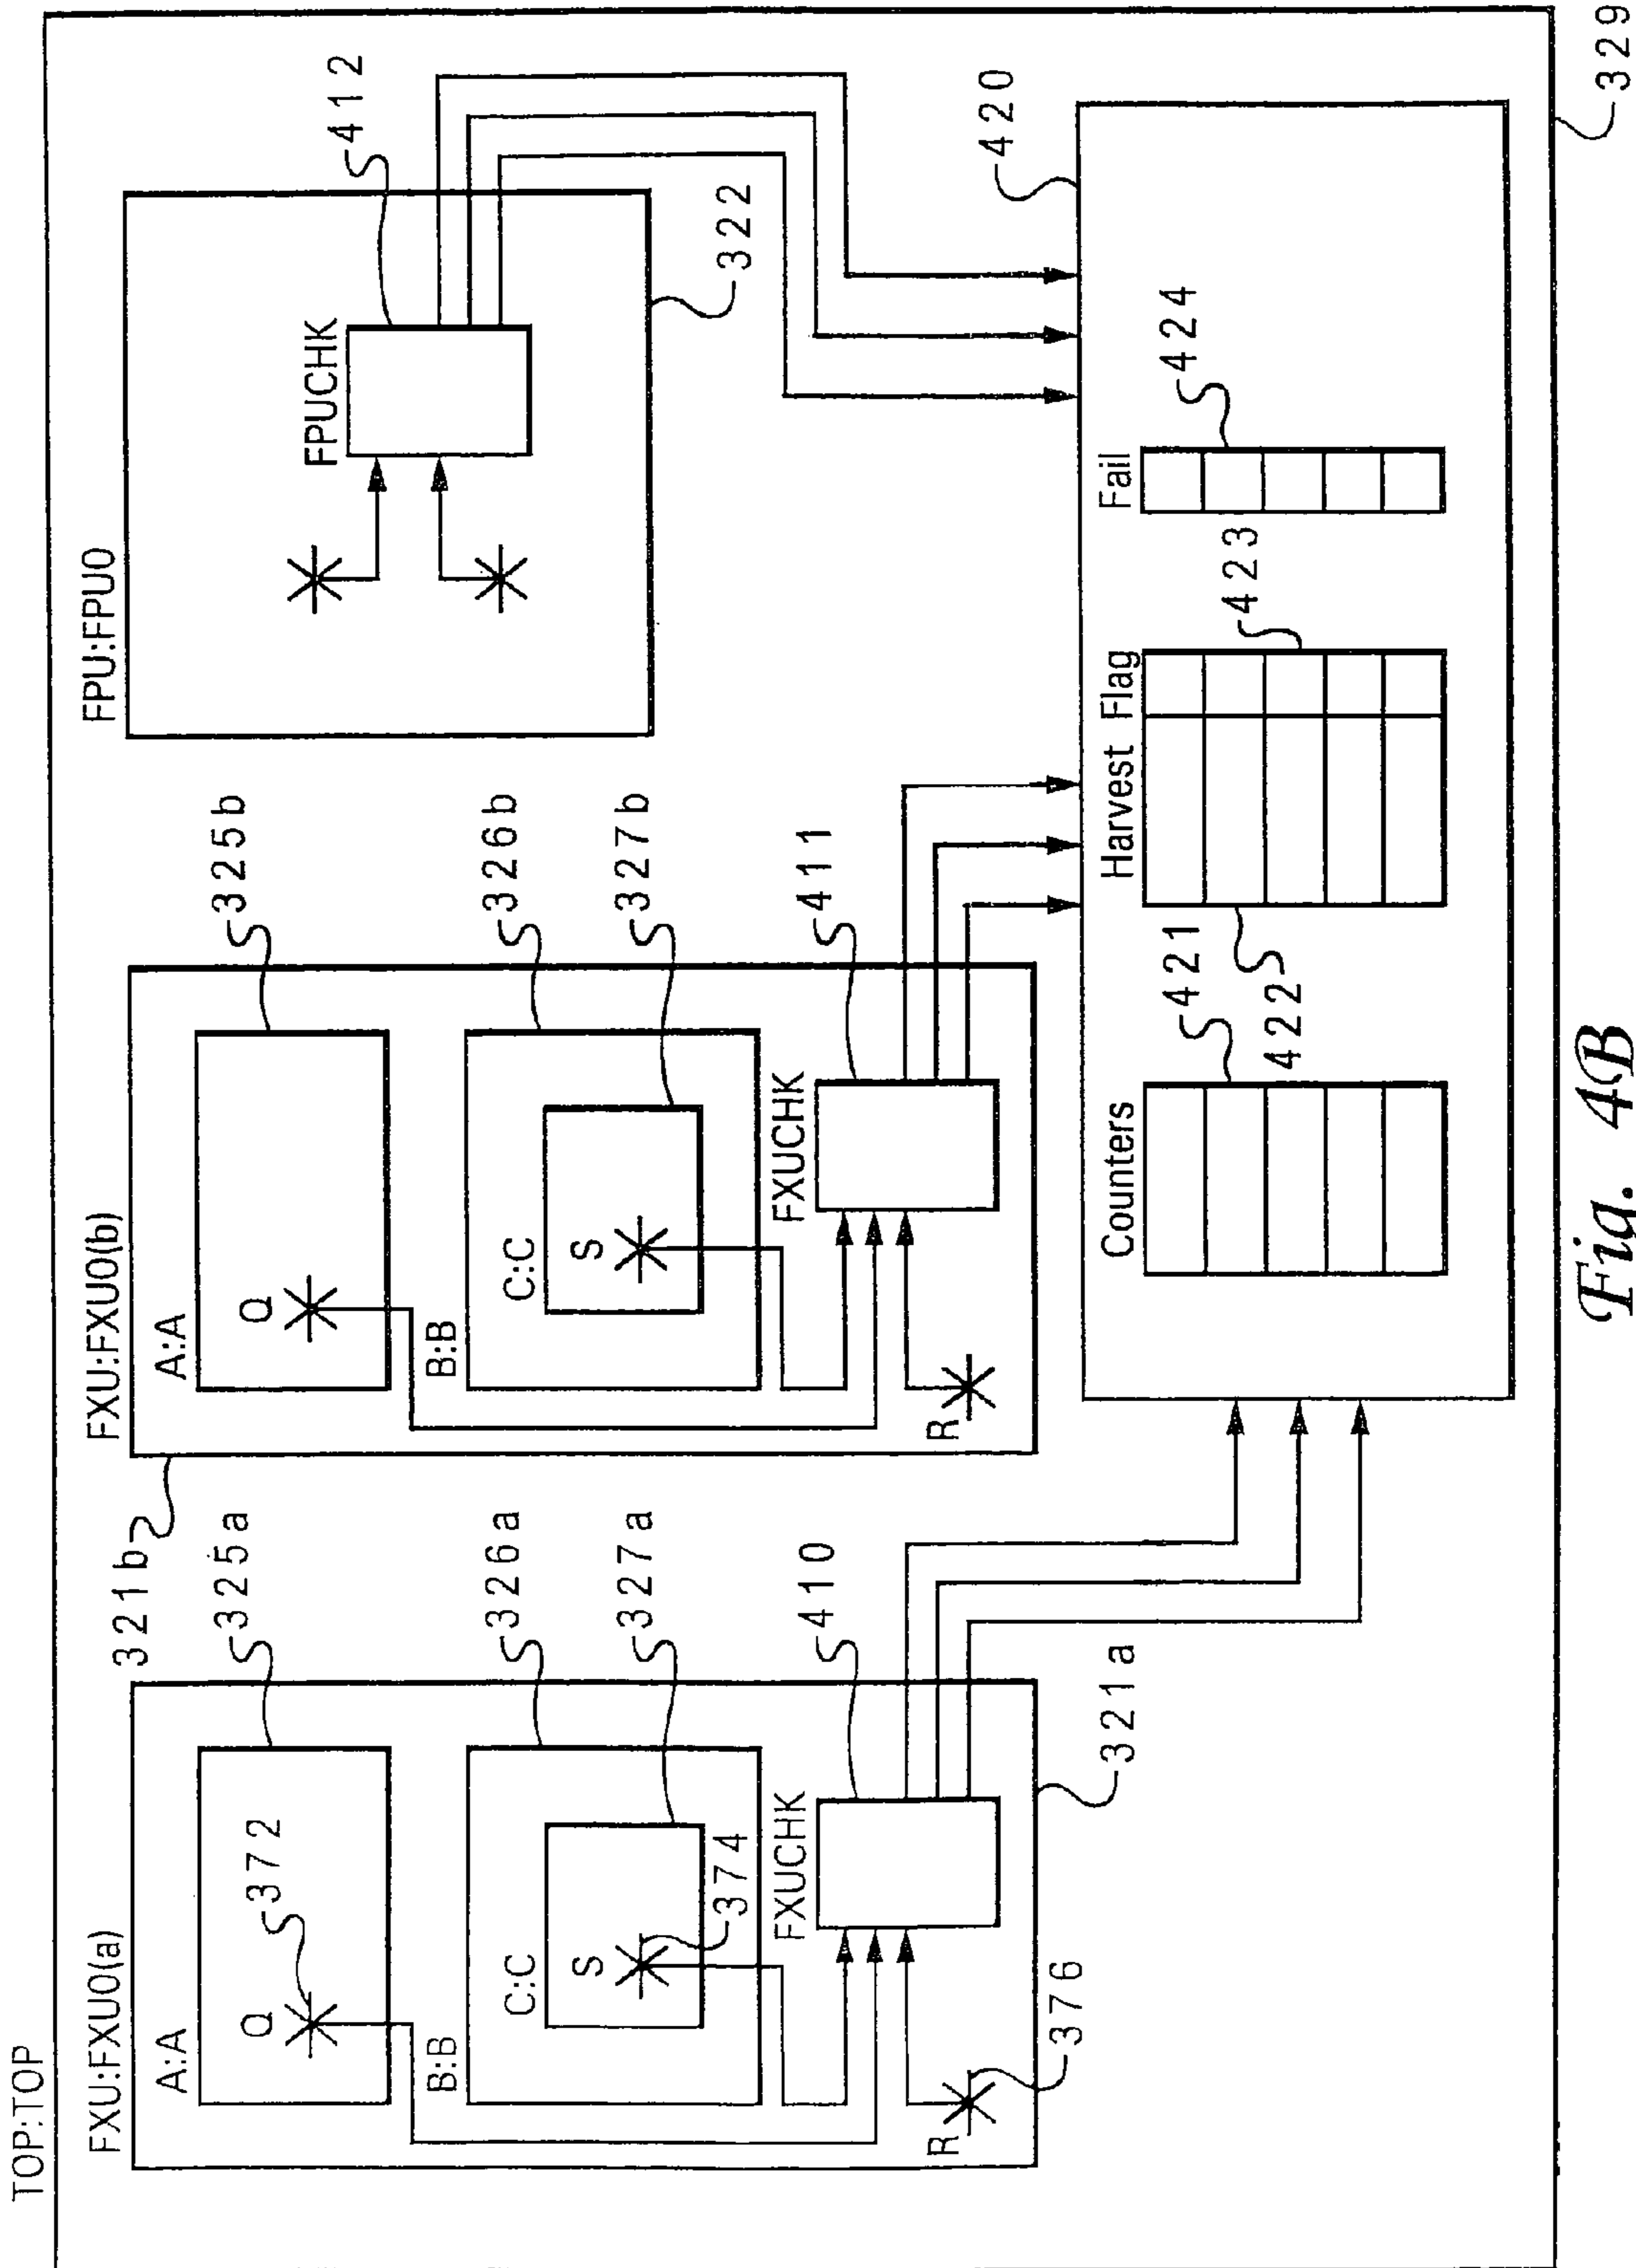 TOP:TOP
FXU:FXU0(a)
A:A
Q
372
325a
B:B
326a
C:C
S
327a
374
FXUCHK
410
R
376
321a
321b
FXU:FXU0(b)
A:A
Q
325b
B:B
326b
C:C
S
327b
FXUCHK
411
R
FPU:FPU0
FPUCHK
412
322
420
Counters
421
Harvest Flag
422
423
Fail
424
329
Fig. 4B